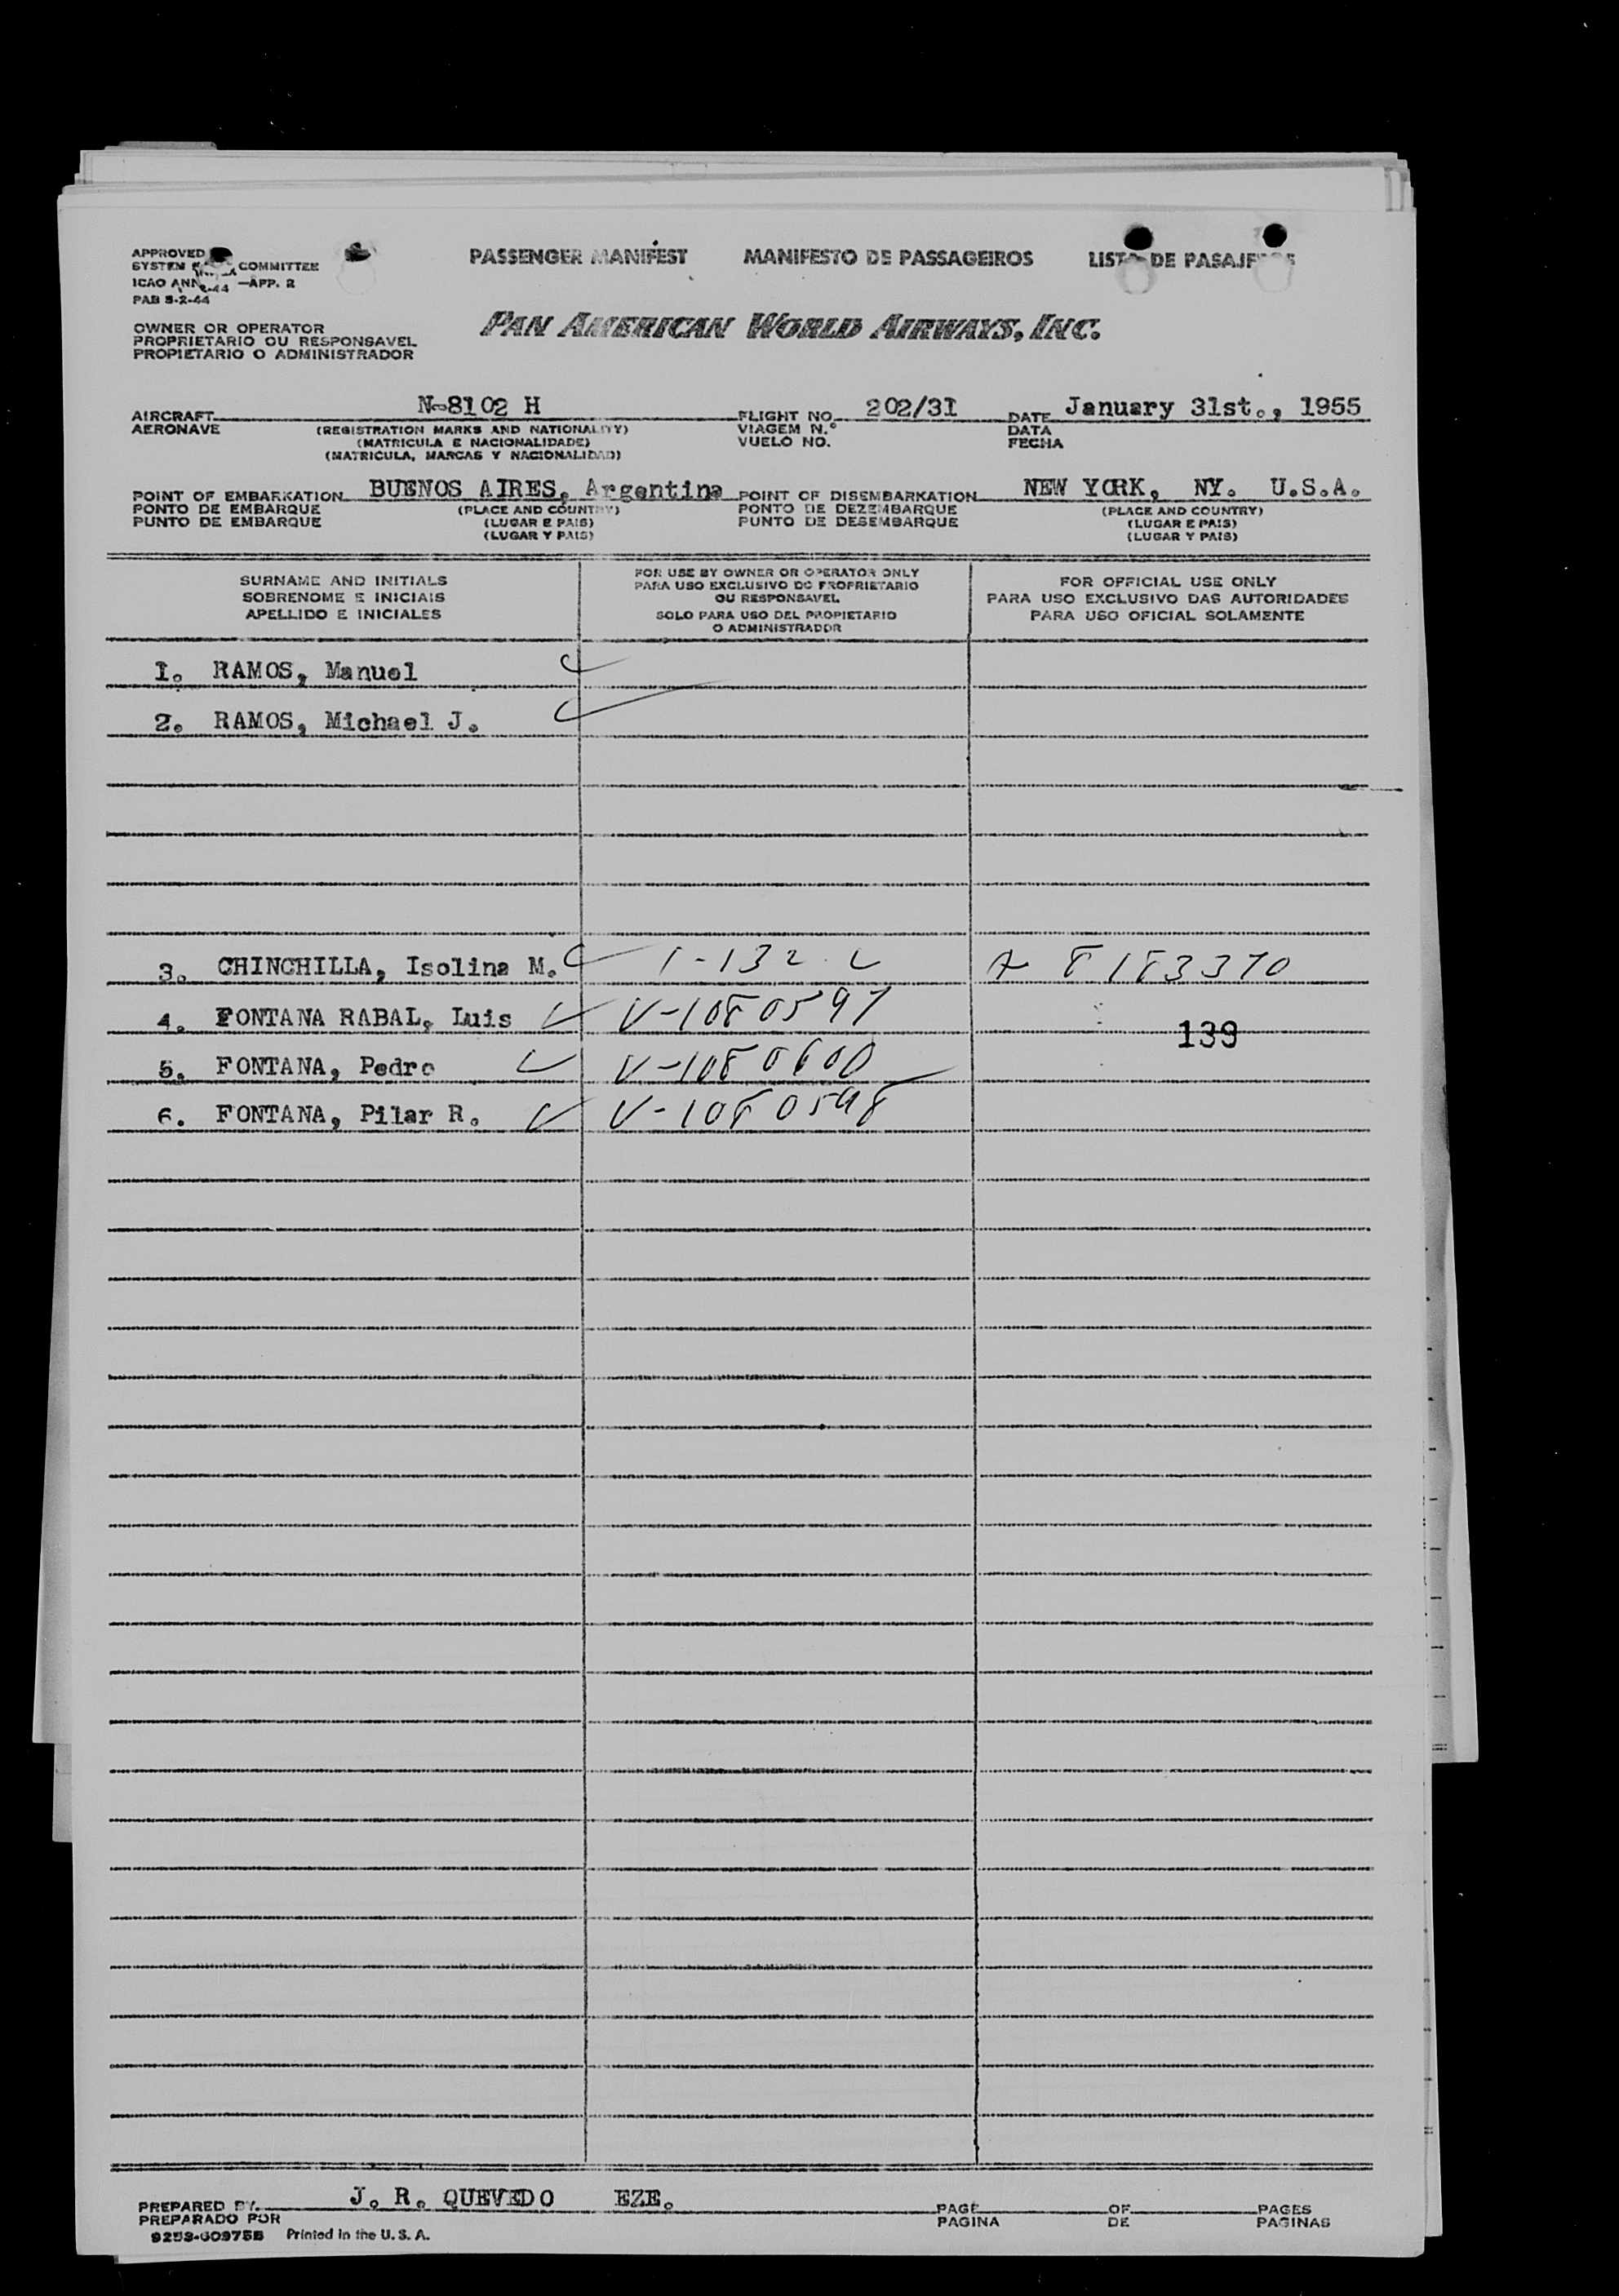 PASSENGER MANIFEST MANIFESTO DE PASSAGEIROS LISTA DE PASAJEROS
APPROVED
SYSTEM COMMITTEE
ICAO ANN —APP. 2
PAB 8-2-44
OWNER OR OPERATOR
PROPRIETARIO OU RESPONSAVEL
PROPIETARIO O ADMINISTRADOR
PAN AMERICAN WORLD AIRWAYS, INC.
AIRCRAFT N-8102 H FLIGHT NO. 202/31 DATE January 31st., 1955
AERONAVE (REGISTRATION MARKS AND NATIONALITY) VIAGEM N.º DATA
(MATRICULA E NACIONALIDADE) VUELO NO. FECHA
(MATRICULA, MARCAS Y NACIONALIDAD)
POINT OF EMBARKATION BUENOS AIRES, Argentina POINT OF DISEMBARKATION NEW YORK, NY. U.S.A.
PONTO DE EMBARQUE (PLACE AND COUNTRY) PONTO DE DEZEMBARQUE (PLACE AND COUNTRY)
PUNTO DE EMBARQUE (LUGAR E PAIS) PUNTO DE DESEMBARQUE (LUGAR E PAIS)
(LUGAR Y PAIS) (LUGAR Y PAIS)
SURNAME AND INITIALS
SOBRENOME E INICIAIS
APELLIDO E INICIALES
FOR USE BY OWNER OR OPERATOR ONLY
PARA USO EXCLUSIVO DO PROPRIETARIO
OU RESPONSAVEL
SOLO PARA USO DEL PROPIETARIO
O ADMINISTRADOR
FOR OFFICIAL USE ONLY
PARA USO EXCLUSIVO DAS AUTORIDADES
PARA USO OFICIAL SOLAMENTE
1. RAMOS, Manuel
2. RAMOS, Michael J.
3. CHINCHILLA, Isolina M. I-132 L A 8183370
4. FONTANA RABAL, Luis V-1080597
139
5. FONTANA, Pedro V-1080600
6. FONTANA, Pilar R. V-1080598
PREPARED BY J. R. QUEVEDO EZE. PAGE OF PAGES
PREPARADO POR PAGINA DE PAGINAS
9253-609755 Printed in the U. S. A.